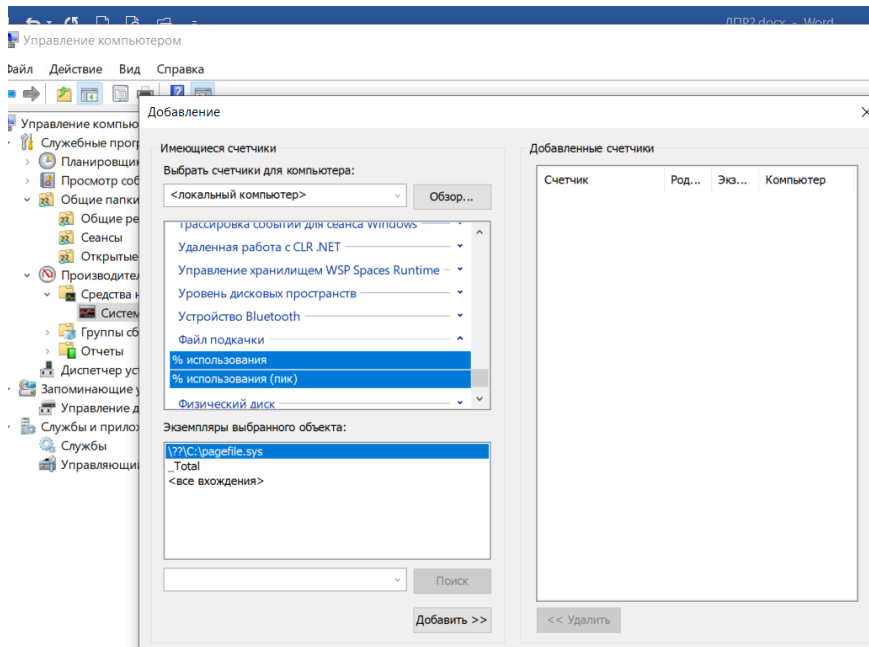 ЛПР2.docx - Word
Управление компьютером
Файл Действие Вид Справка
Управление компью
Служебные прогр
Планировщик
Просмотр соб
Общие папки
Общие ре
Сеансы
Открытые
Производител
Средства н
Систем
Группы сб
Отчеты
Диспетчер уст
Запоминающие у
Управление д
Службы и прилож
Службы
Управляющи
Добавление
Имеющиеся счетчики
Выбрать счетчики для компьютера:
<локальный компьютер>
Обзор...
Трассировка событий для сеанса Windows
Удаленная работа с CLR .NET
Управление хранилищем WSP Spaces Runtime
Уровень дисковых пространств
Устройство Bluetooth
Файл подкачки
% использования
% использования (пик)
Физический диск
Экземпляры выбранного объекта:
\??\C:\pagefile.sys
_Total
<все вхождения>
Поиск
Добавить >>
Добавленные счетчики
Счетчик Род... Экз... Компьютер
<< Удалить